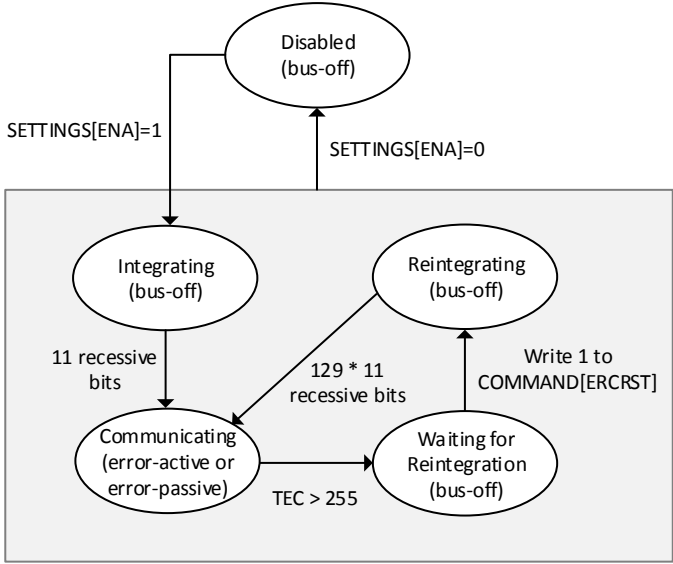 Disabled
(bus-off)
SETTINGS[ENA]=1
SETTINGS[ENA]=0
Integrating
(bus-off)
Reintegrating
(bus-off)
11 recessive
bits
129 * 11
recessive bits
Write 1 to
COMMAND[ERCRST]
Communicating
(error-active or
error-passive)
TEC > 255
Waiting for
Reintegration
(bus-off)